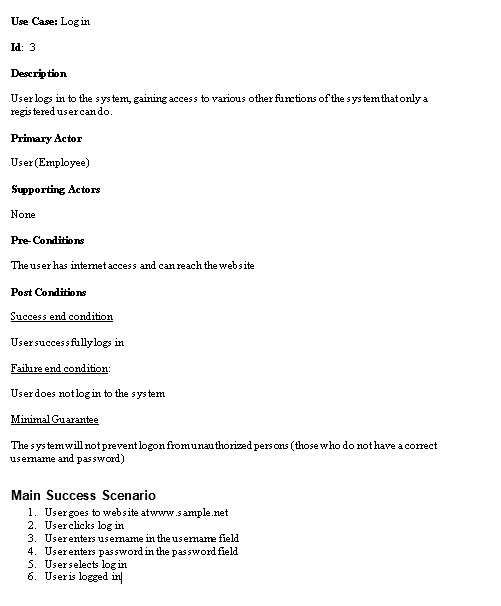 Use Case: Log in
Id: 3
Description
User logs in to the system, gaining access to various other functions of the system that only a
registered user can do.
Primary Actor
User (Employee)
Supporting Actors
None
Pre-Conditions
The user has internet access and can reach the website
Post Conditions
Success end condition
User successfully logs in
Failure end condition:
User does not log in to the system
Minimal Guarantee
The system will not prevent logon from unauthorized persons (those who do not have a correct
username and password)
Main Success Scenario
1. User goes to website at www.sample.net
2. User clicks log in
3. User enters username in the username field
4. User enters password in the password field
5. User selects log in
6. User is logged in